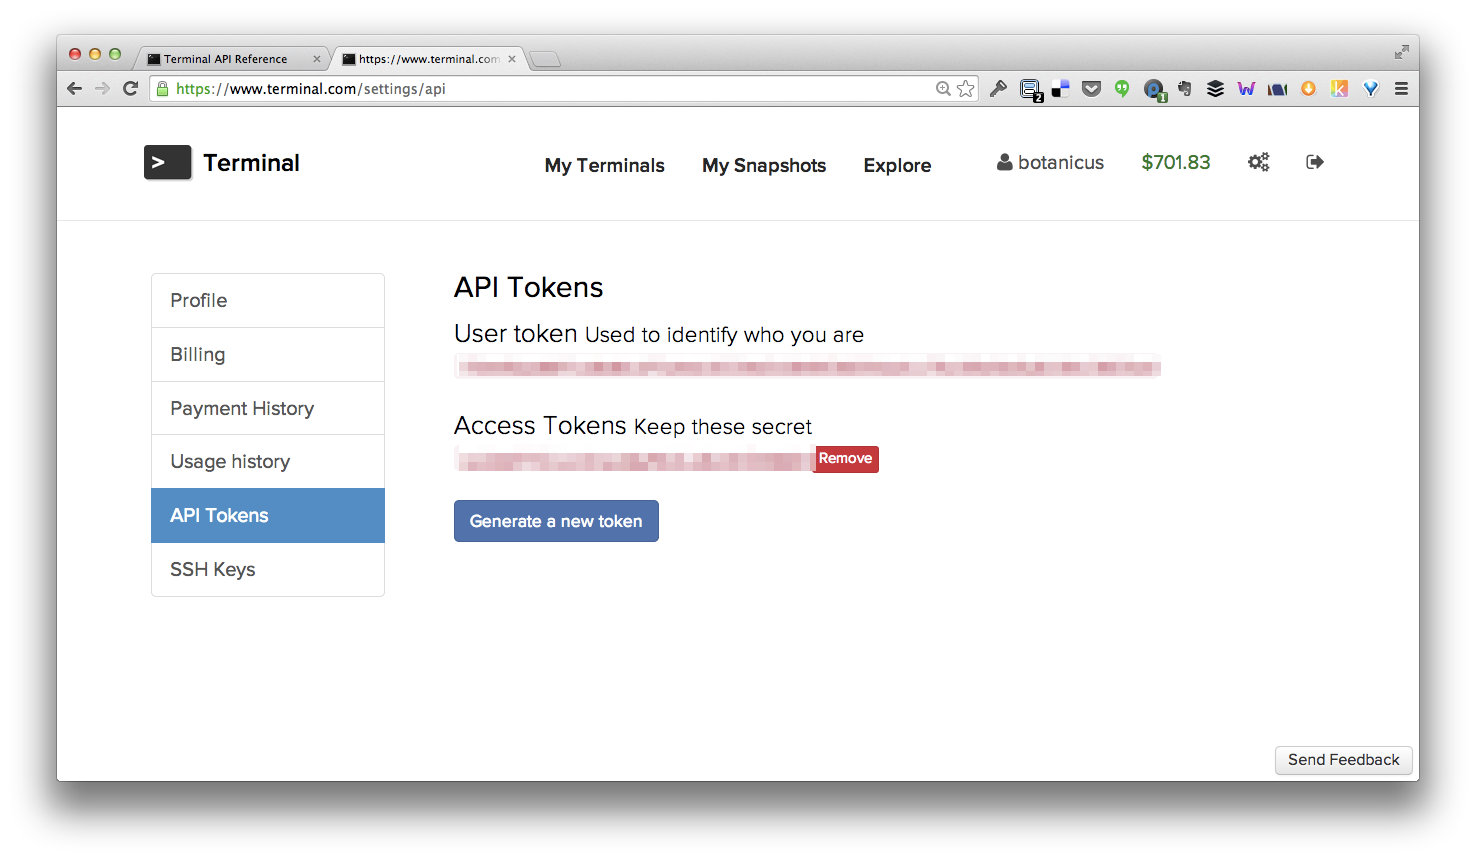 Terminal API Reference
https://www.terminal.com
https://www.terminal.com/settings/api
2
1
> Terminal
My Terminals
My Snapshots
Explore
botanicus
$701.83
Profile
Billing
Payment History
Usage history
API Tokens
SSH Keys
API Tokens
User token Used to identify who you are
Access Tokens Keep these secret
Remove
Generate a new token
Send Feedback